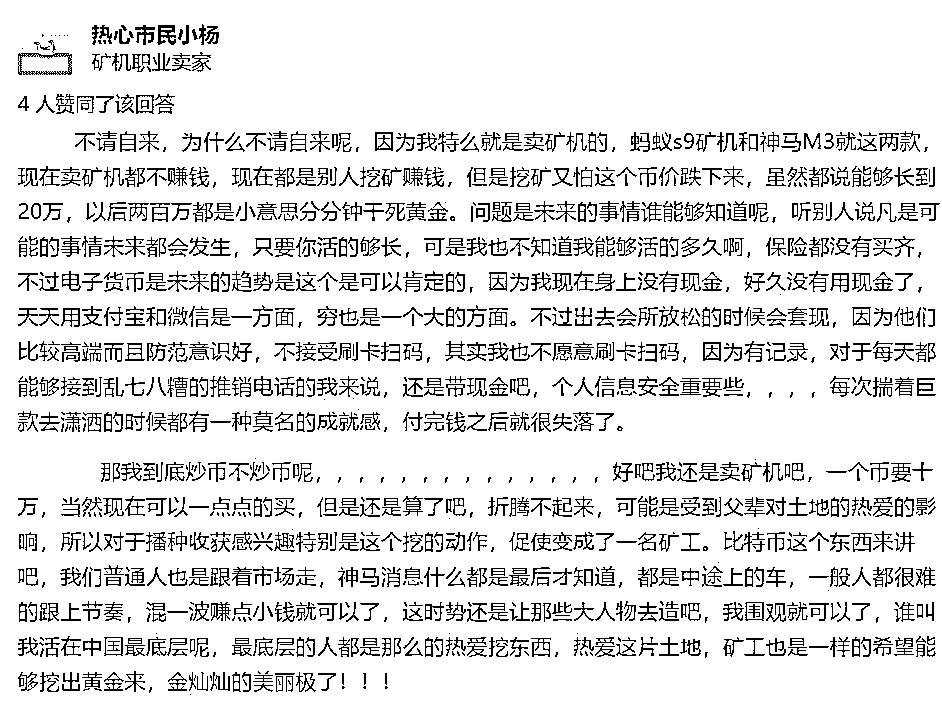 热心市民小杨
矿机职业卖家
4 人赞同了该回答
不请自来，为什么不请自来呢，因为我特么就是卖矿机的，蚂蚁s9矿机和神马M3就这两款，
现在卖矿机都不赚钱，现在都是别人挖矿赚钱，但是挖矿又怕这个币价跌下来，虽然都说能够长到
20万，以后两百万都是小意思分分钟干死黄金。问题是未来的事情谁能够知道呢，听别人说凡是可
能的事情未来都会发生，只要你活的够长，可是我也不知道我能够活的多久啊，保险都没有买齐，
不过电子货币是未来的趋势是这个是可以肯定的，因为我现在身上没有现金，好久没有用现金了，
天天用支付宝和微信是一方面，穷也是一个大的方面。不过出去会所放松的时候会套现，因为他们
比较高端而且防范意识好，不接受刷卡扫码，其实我也不愿意刷卡扫码，因为有记录，对于每天都
能够接到乱七八糟的推销电话的我来说，还是带现金吧，个人信息安全重要些，，，，每次揣着巨
款去潇洒的时候都有一种莫名的成就感，付完钱之后就很失落了。
那我到底炒币不炒币呢，，，，，，，，，，，，，，好吧我还是卖矿机吧，一个币要十
万，当然现在可以一点点的买，但是还是算了吧，折腾不起来，可能是受到父辈对土地的热爱的影
响，所以对于播种收获感兴趣特别是这个挖的动作，促使变成了一名矿工。比特币这个东西来讲
吧，我们普通人也是跟着市场走，神马消息什么都是最后才知道，都是中途上的车，一般人都很难
的跟上节奏，混一波赚点小钱就可以了，这时势还是让那些大人物去造吧，我围观就可以了，谁叫
我活在中国最底层呢，最底层的人都是那么的热爱挖东西，热爱这片土地，矿工也是一样的希望能
够挖出黄金来，金灿灿的美丽极了！！！